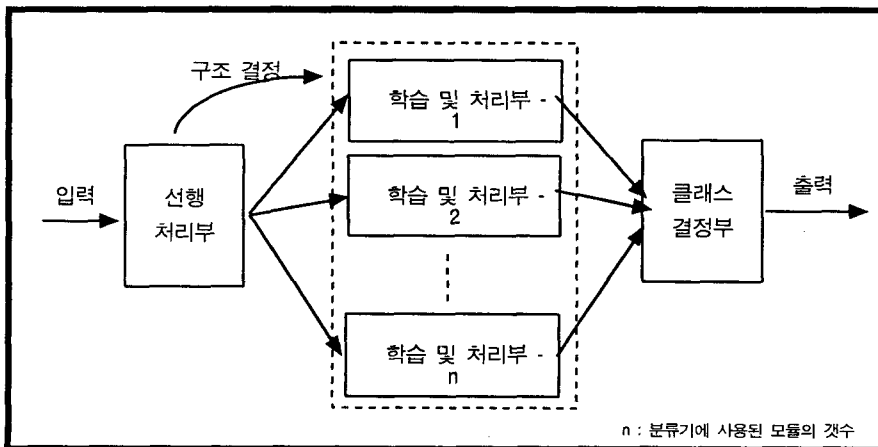 구조 결정
학습 및 처리부 -
1
입력
선행
처리부
학습 및 처리부 -
2
클래스
결정부
출력
학습 및 처리부 -
n
n : 분류기에 사용된 모듈의 갯수